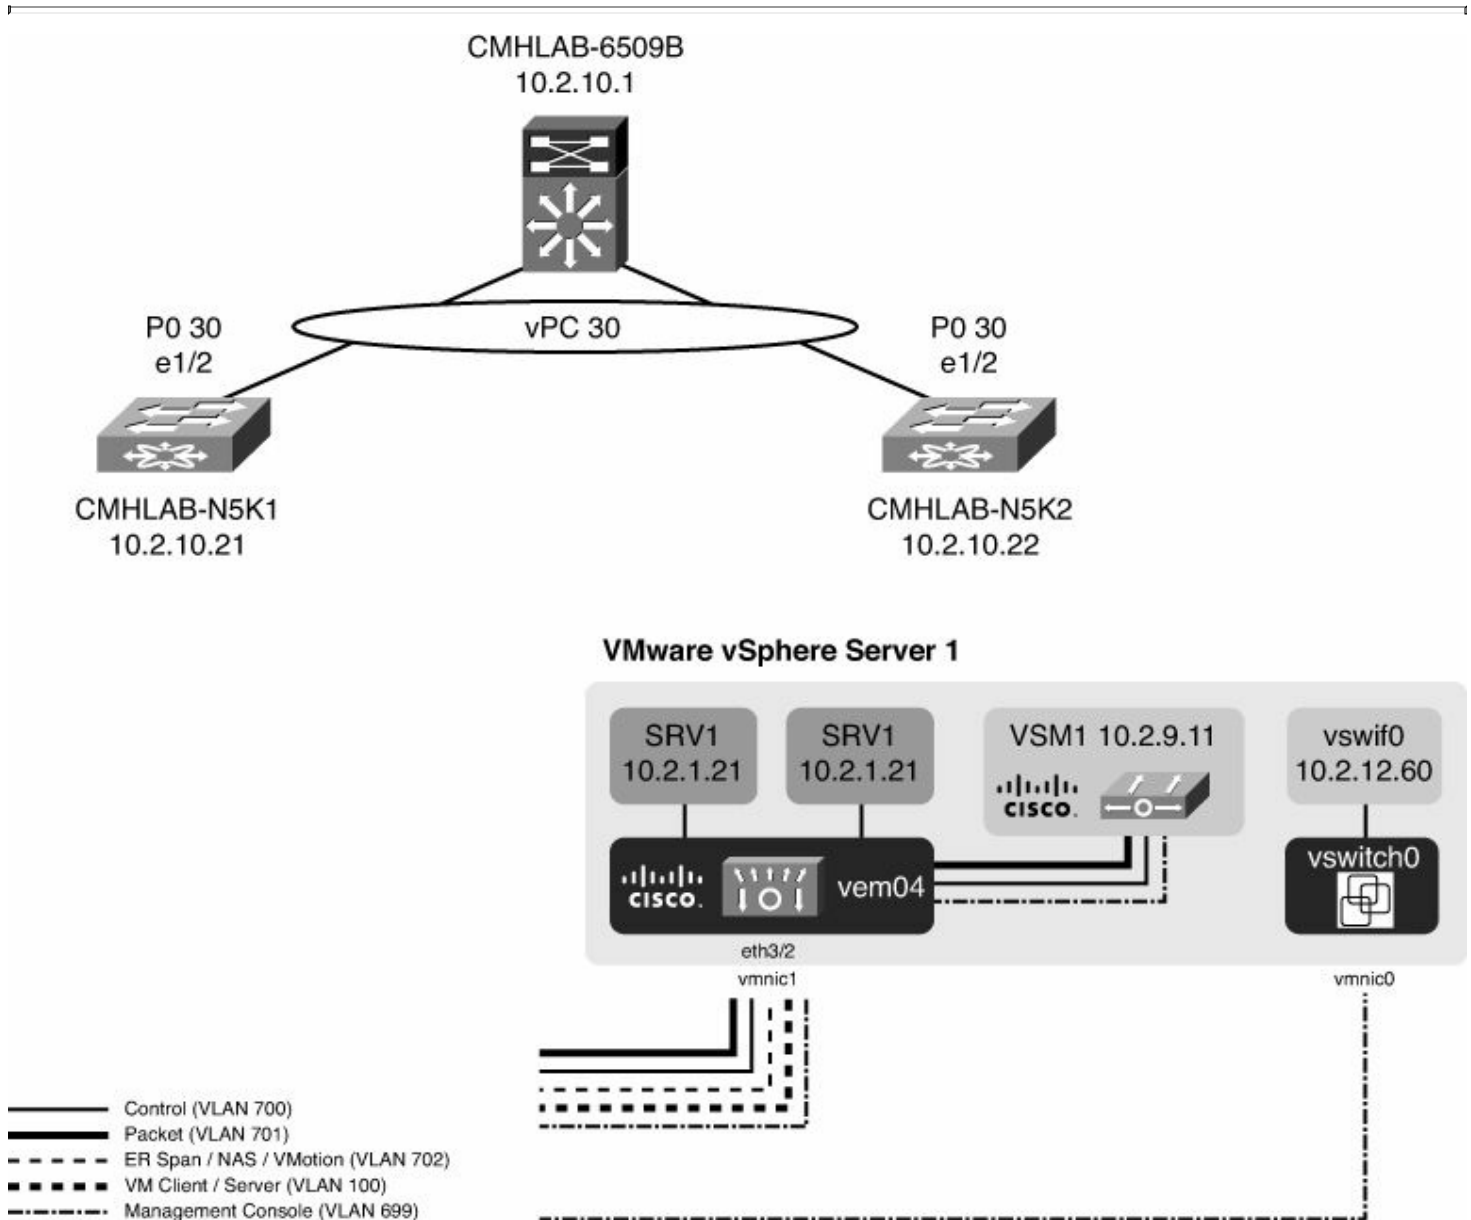 CMHLAB-6509B
10.2.10.1
P0 30
e1/2
vPC 30
P0 30
e1/2
CMHLAB-N5K1
10.2.10.21
CMHLAB-N5K2
10.2.10.22
VMware vSphere Server 1
SRV1
10.2.1.21
SRV1
10.2.1.21
VSM1 10.2.9.11
CISCO.
vswif0
10.2.12.60
CISCO.
vem04
vswitch0
eth3/2
vmnic1
vmnic0
Control (VLAN 700)
Packet (VLAN 701)
ER Span / NAS / VMotion (VLAN 702)
VM Client / Server (VLAN 100)
Management Console (VLAN 699)